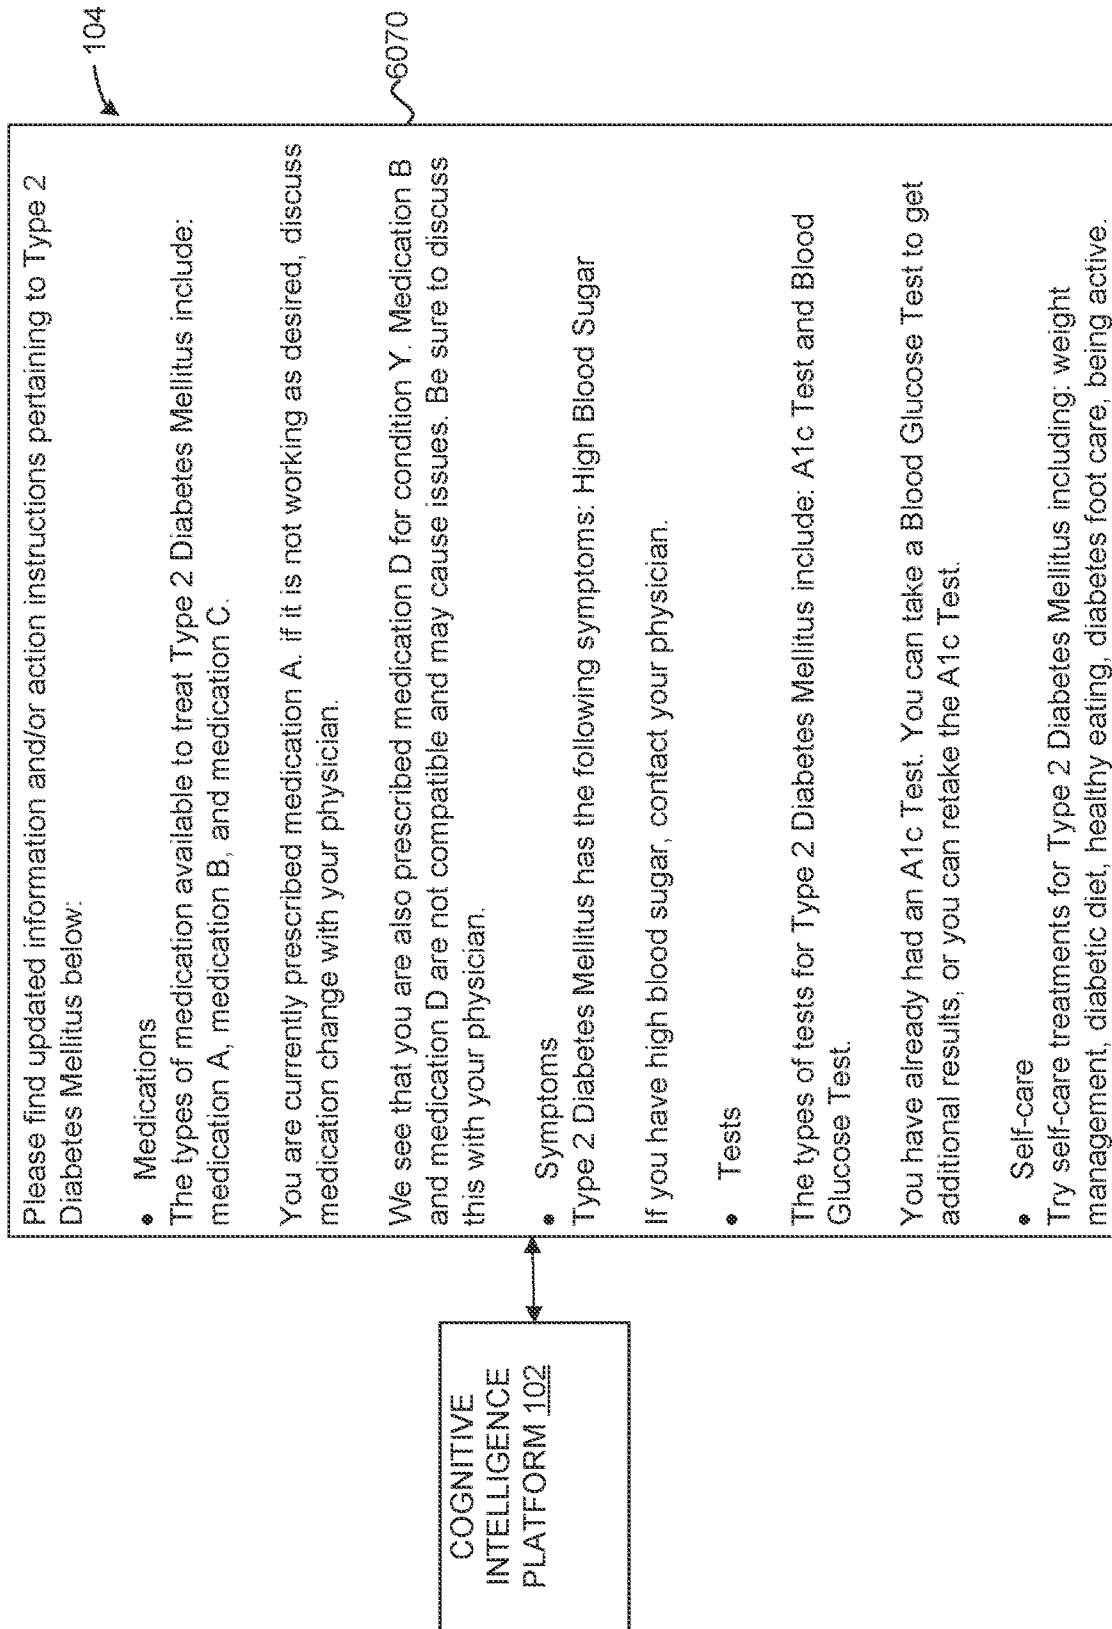 104
6070
Please find updated information and/or action instructions pertaining to Type 2
Diabetes Mellitus below:
• Medications
The types of medication available to treat Type 2 Diabetes Mellitus include:
medication A, medication B, and medication C.
You are currently prescribed medication A. if it is not working as desired, discuss
medication change with your physician.
We see that you are also prescribed medication D for condition Y. Medication B
and medication D are not compatible and may cause issues. Be sure to discuss
this with your physician.
• Symptoms
Type 2 Diabetes Mellitus has the following symptoms: High Blood Sugar
If you have high blood sugar, contact your physician.
• Tests
The types of tests for Type 2 Diabetes Mellitus include: A1c Test and Blood
Glucose Test.
You have already had an A1c Test. You can take a Blood Glucose Test to get
additional results, or you can retake the A1c Test.
• Self-care
Try self-care treatments for Type 2 Diabetes Mellitus including: weight
management, diabetic diet, healthy eating, diabetes foot care, being active.
COGNITIVE
INTELLIGENCE
PLATFORM 102